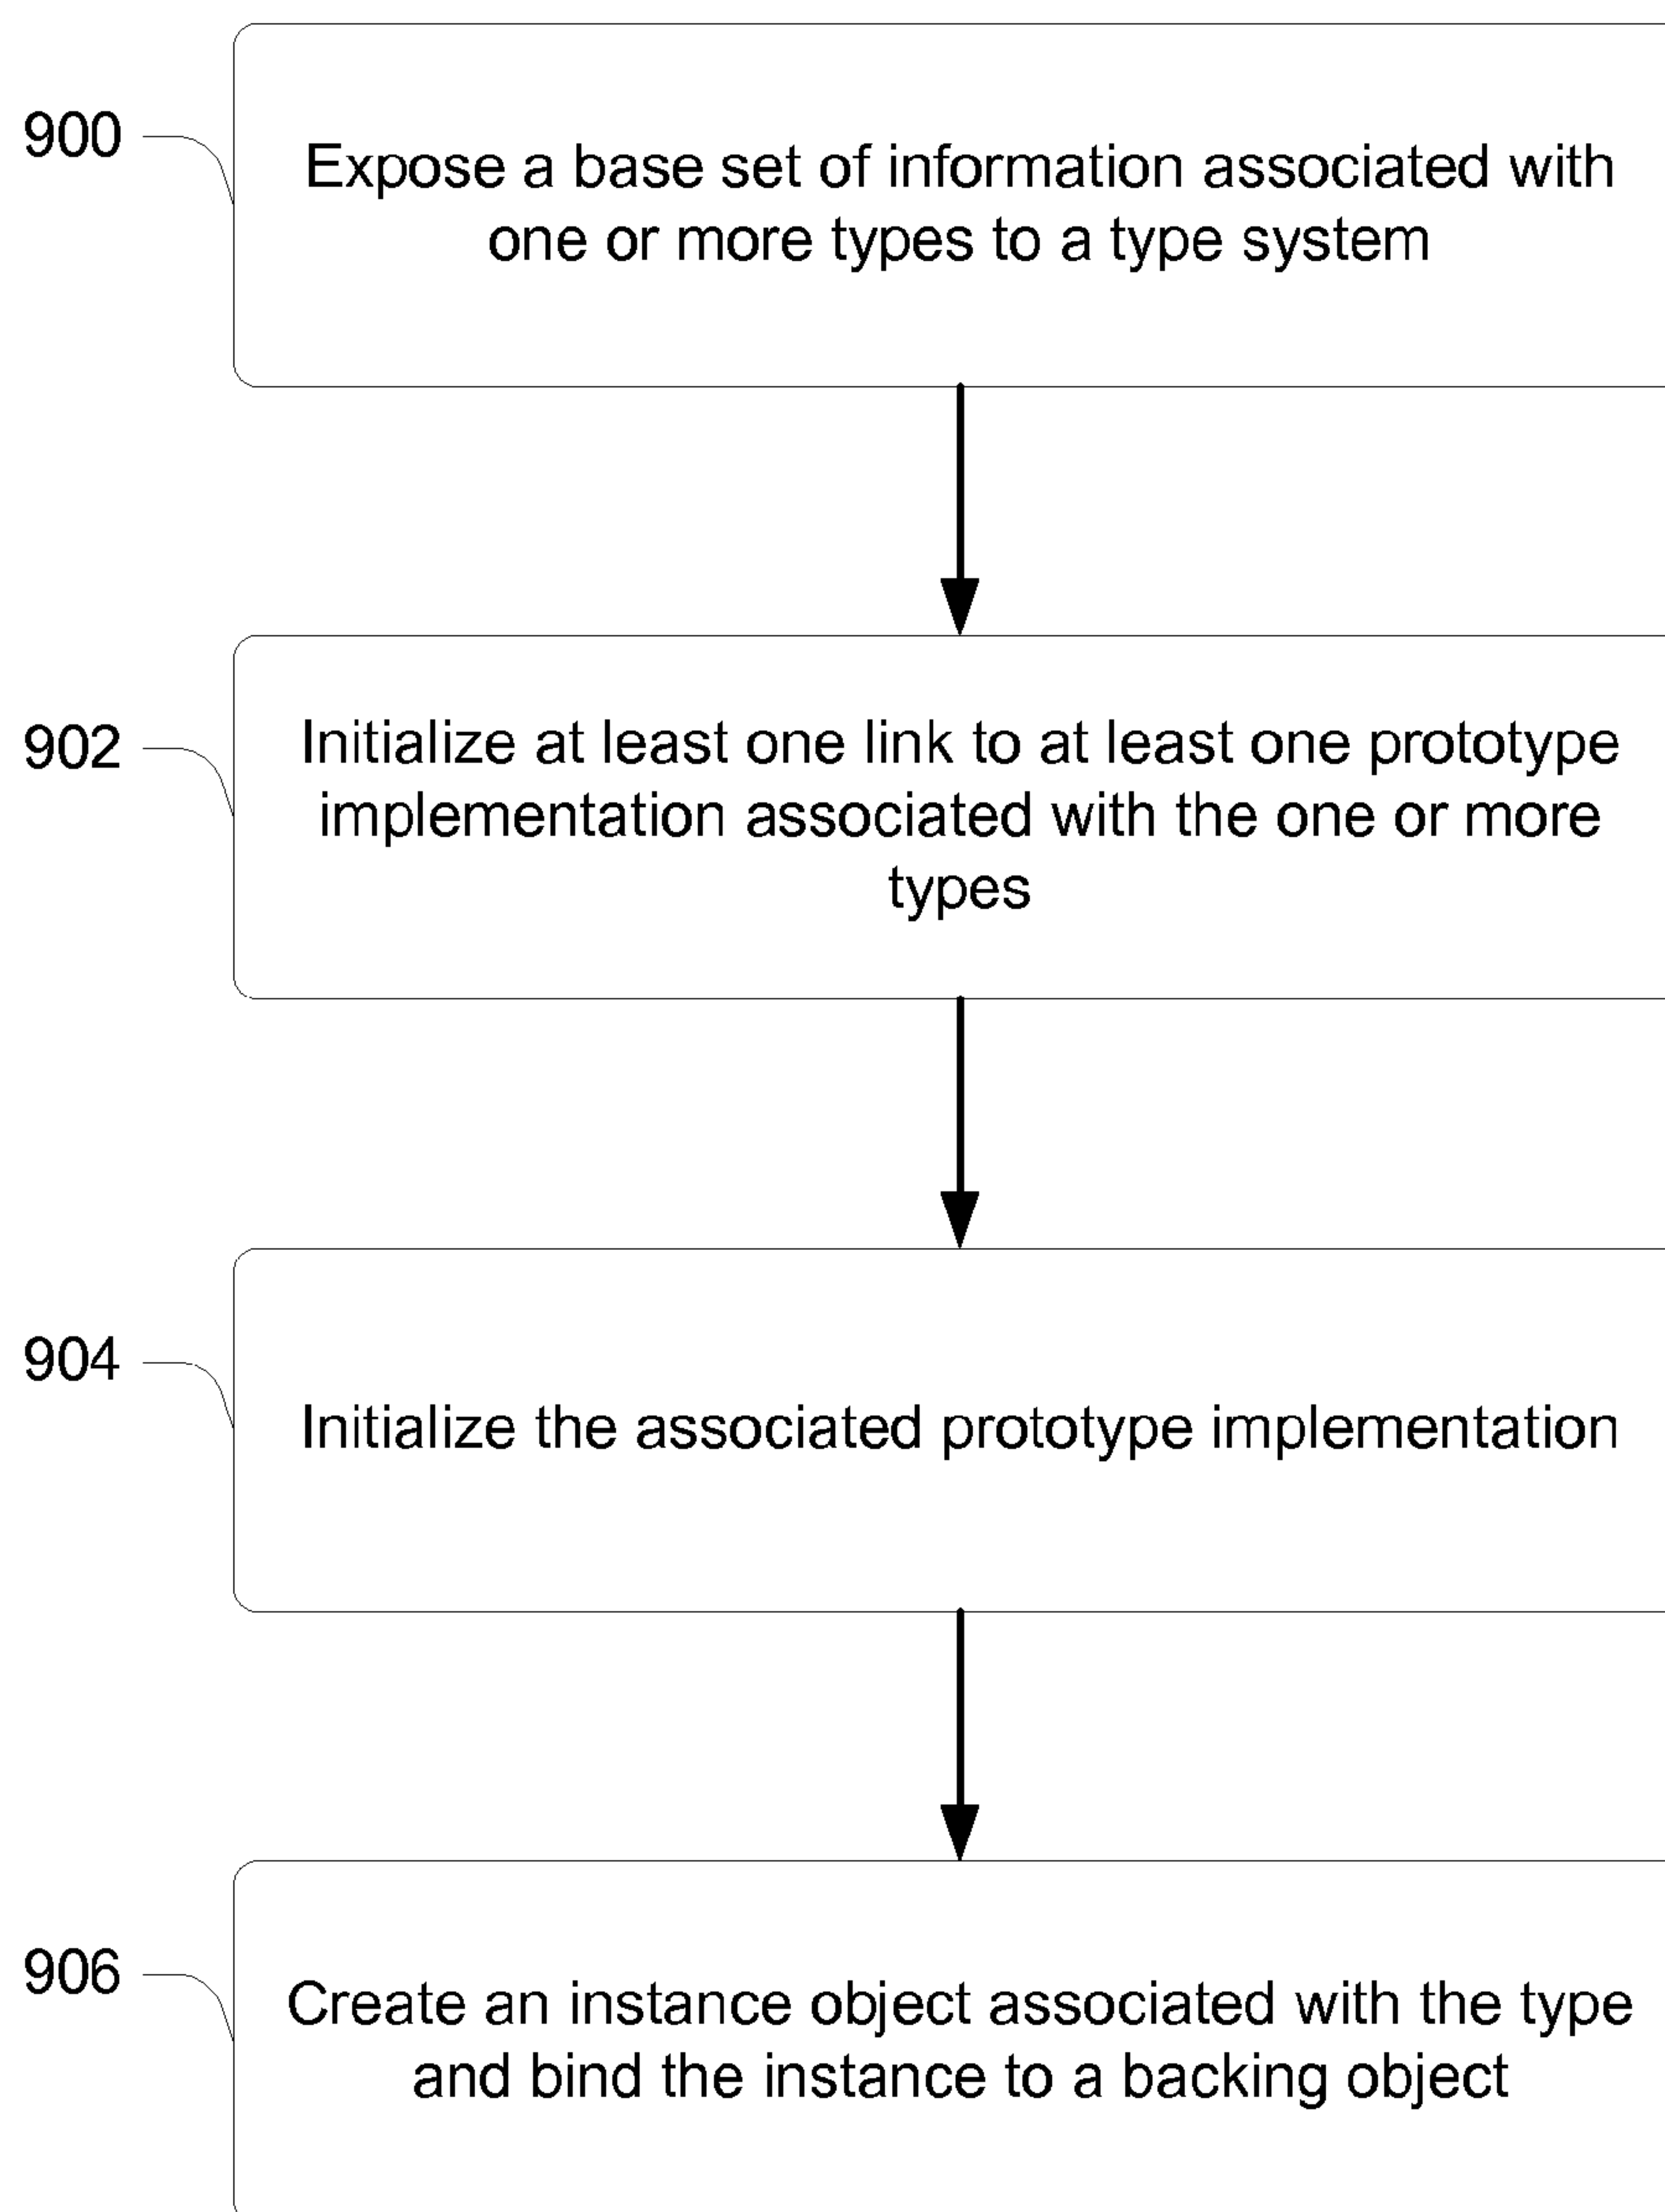 900
Expose a base set of information associated with
one or more types to a type system
902
Initialize at least one link to at least one prototype
implementation associated with the one or more
types
904
Initialize the associated prototype implementation
906
Create an instance object associated with the type
and bind the instance to a backing object